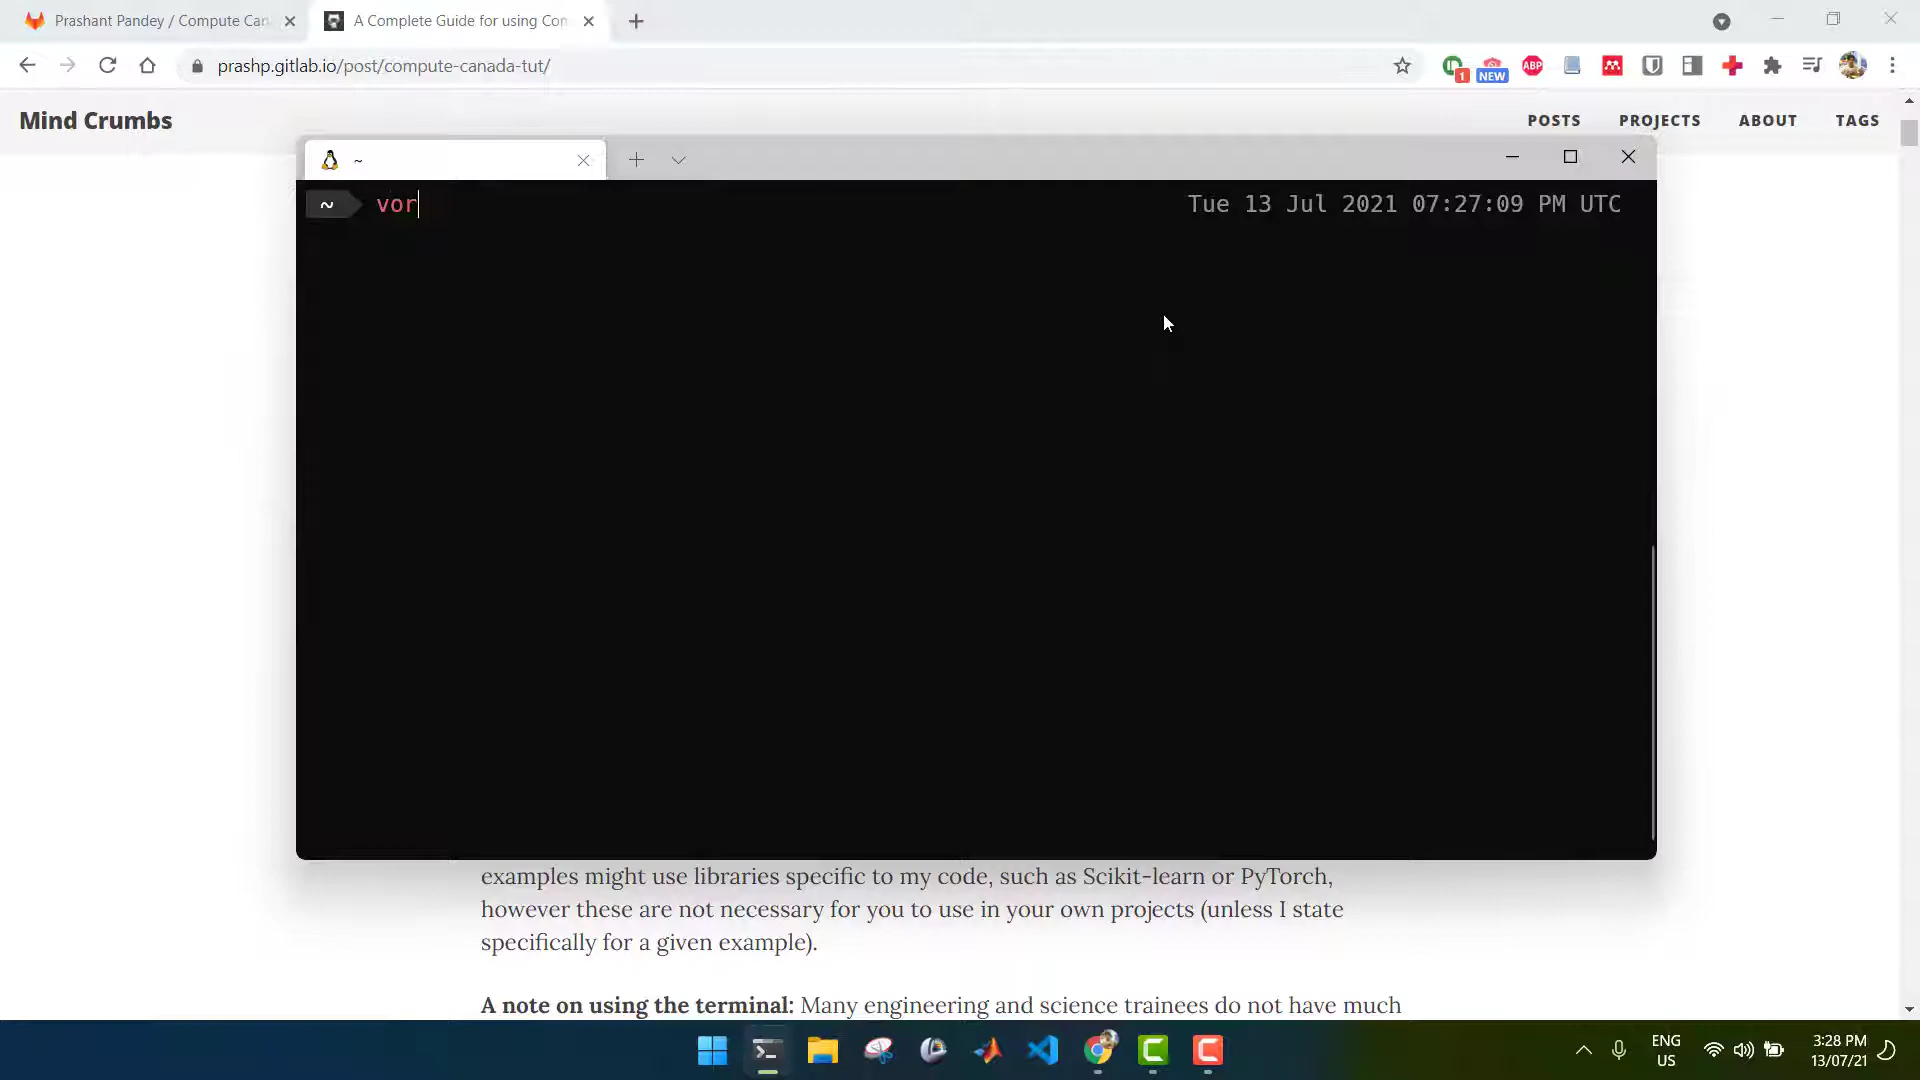 Prashant Pandey / Compute Can
A Complete Guide for using Com
prashp.gitlab.io/post/compute-canada-tut/
1
NEW
ABP
Mind Crumbs
POSTS
PROJECTS
ABOUT
TAGS
~
~ vor
Tue 13 Jul 2021 07:27:09 PM UTC
examples might use libraries specific to my code, such as Scikit-learn or PyTorch,
however these are not necessary for you to use in your own projects (unless I state
specifically for a given example).
A note on using the terminal: Many engineering and science trainees do not have much
ENG
US
3:28 PM
13/07/21